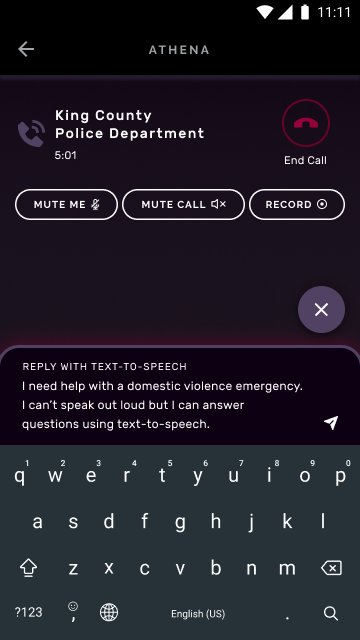 11:11
ATHENA
King County
Police Department
5:01
End Call
MUTE ME
MUTE CALL
RECORD
REPLY WITH TEXT-TO-SPEECH
I need help with a domestic violence emergency.
I can't speak out loud but I can answer
questions using text-to-speech.
1 2 3 4 5 6 7 8 9 0
q w e r t y u i o p
a s d f g h j k l
z x c v b n m
?123 , English (US) .